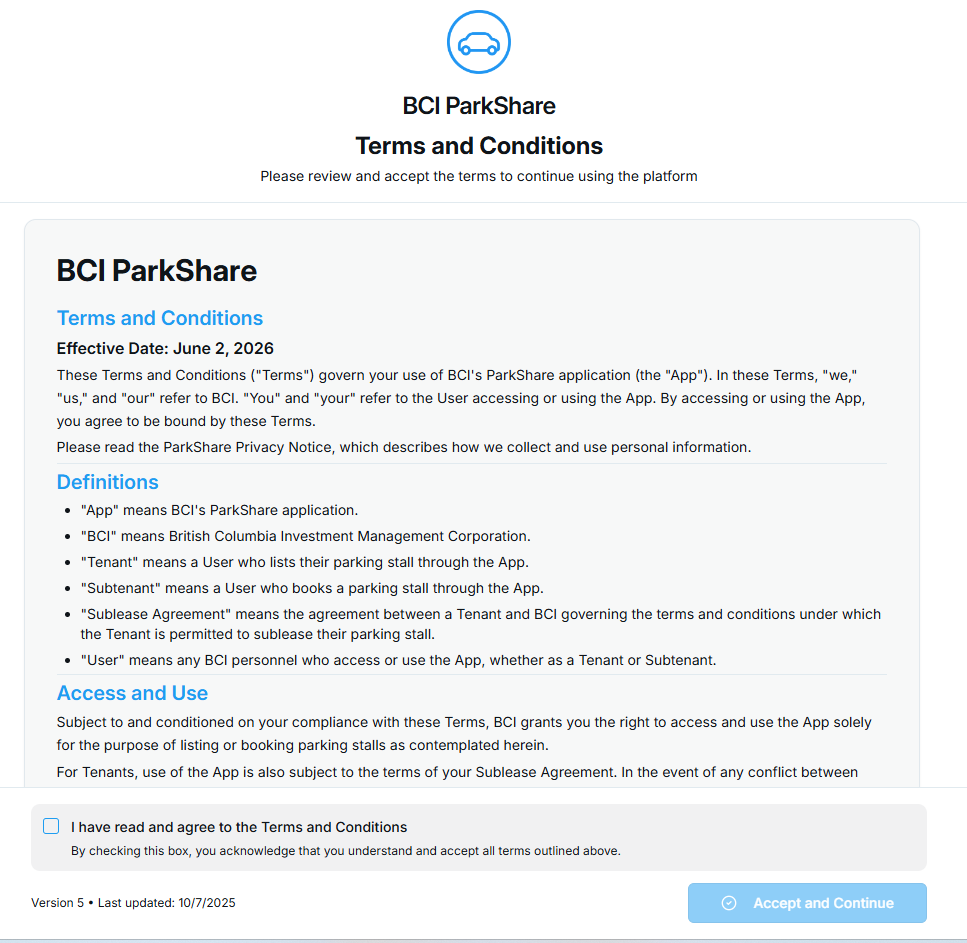 BCI ParkShare
Terms and Conditions
Please review and accept the terms to continue using the platform
BCI ParkShare
Terms and Conditions
Effective Date: June 2, 2026
These Terms and Conditions ("Terms") govern your use of BCI's ParkShare application (the "App"). In these Terms, "we,"
"us," and "our" refer to BCI. "You" and "your" refer to the User accessing or using the App. By accessing or using the App,
you agree to be bound by these Terms.
Please read the ParkShare Privacy Notice, which describes how we collect and use personal information.
Definitions
• "App" means BCI's ParkShare application.
• "BCI" means British Columbia Investment Management Corporation.
• "Tenant" means a User who lists their parking stall through the App.
• "Subtenant" means a User who books a parking stall through the App.
• "Sublease Agreement" means the agreement between a Tenant and BCI governing the terms and conditions under which
the Tenant is permitted to sublease their parking stall.
• "User" means any BCI personnel who access or use the App, whether as a Tenant or Subtenant.
Access and Use
Subject to and conditioned on your compliance with these Terms, BCI grants you the right to access and use the App solely
for the purpose of listing or booking parking stalls as contemplated herein.
For Tenants, use of the App is also subject to the terms of your Sublease Agreement. In the event of any conflict between
I have read and agree to the Terms and Conditions
By checking this box, you acknowledge that you understand and accept all terms outlined above.
Version 5 • Last updated: 10/7/2025
Accept and Continue